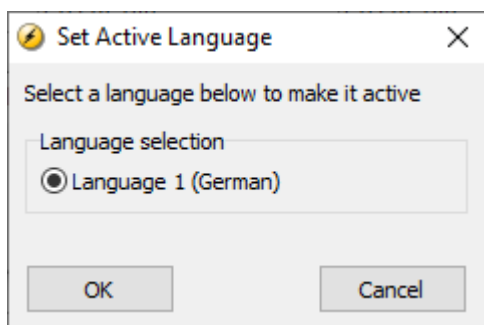 Set Active Language
Select a language below to make it active
Language selection
Language 1 (German)
OK
Cancel